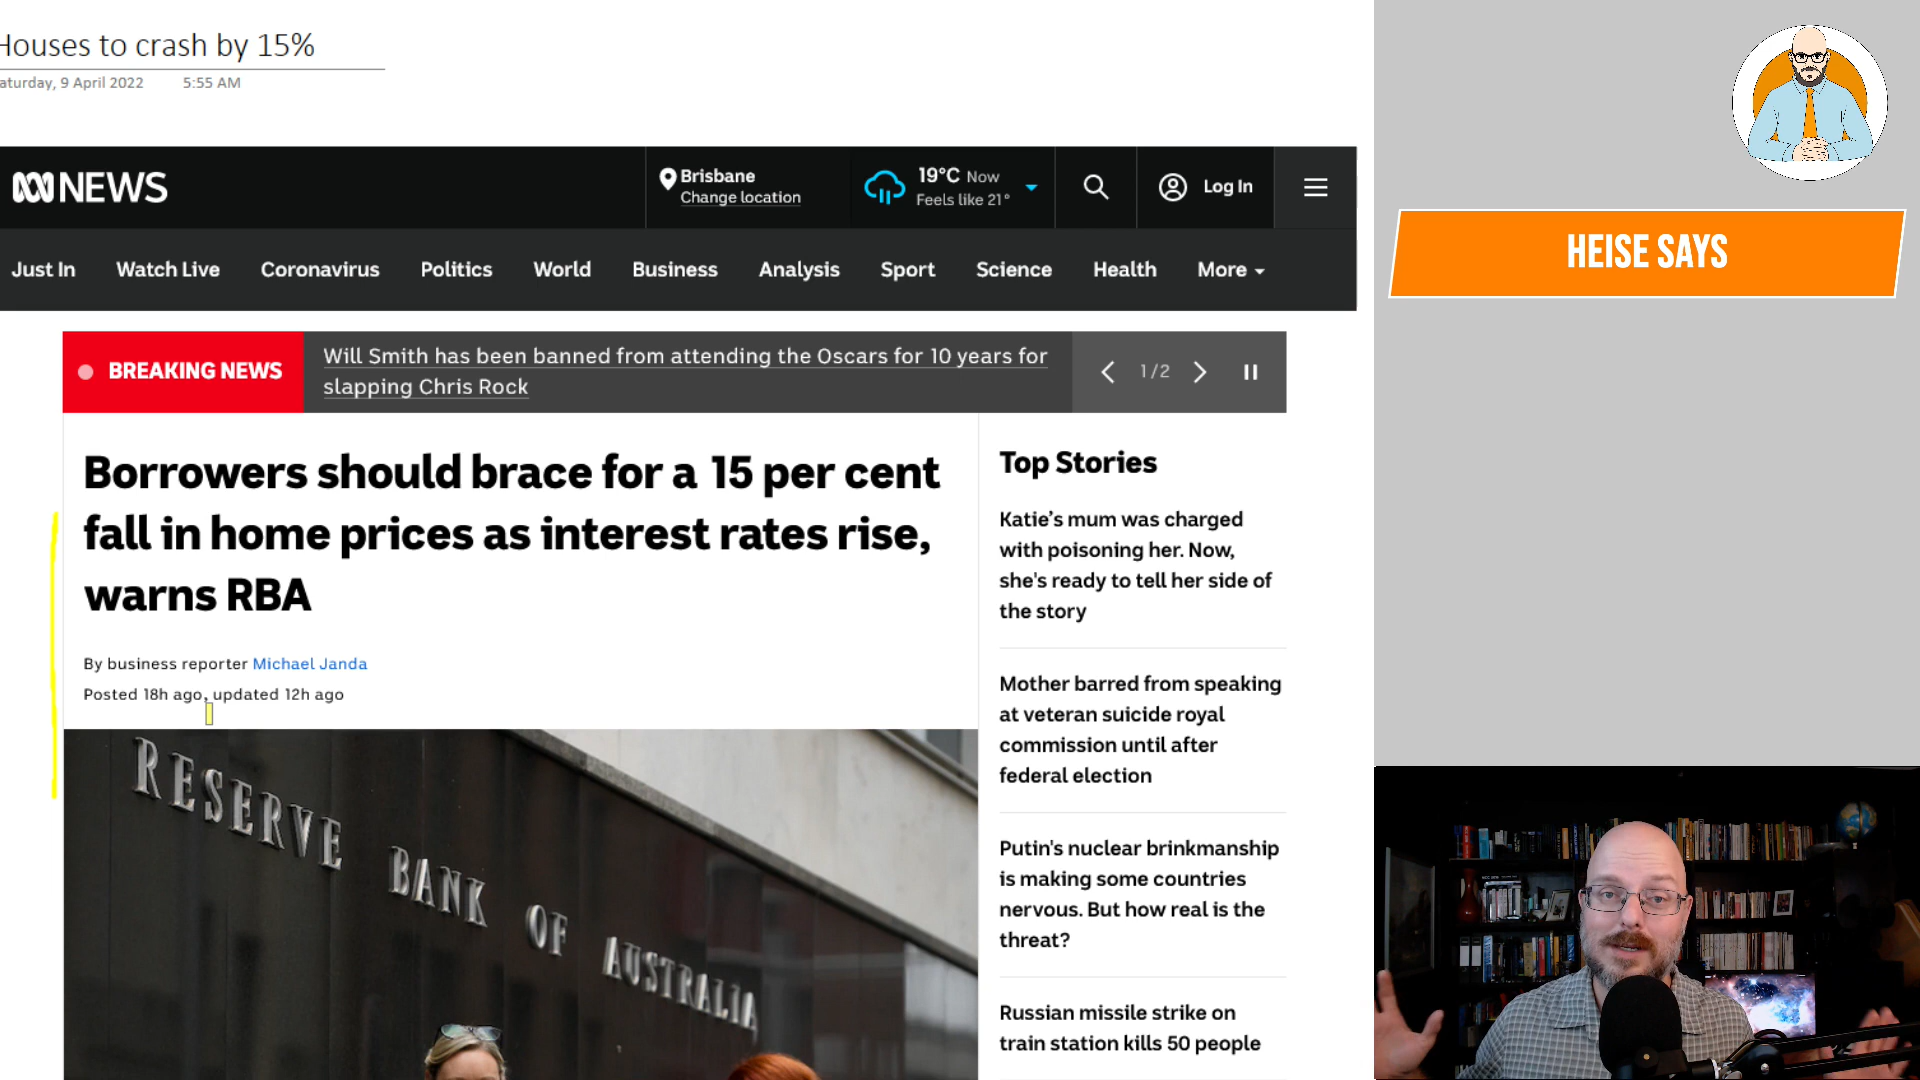 Houses to crash by 15%
aturday, 9 April 2022 5:55 AM
NEWS
Brisbane
Change location
19°C Now
Feels like 21°
Log In
Just In Watch Live Coronavirus Politics World Business Analysis Sport Science Health More
BREAKING NEWS
Will Smith has been banned from attending the Oscars for 10 years for
slapping Chris Rock
1/2
Borrowers should brace for a 15 per cent
fall in home prices as interest rates rise,
warns RBA
By business reporter Michael Janda
Posted 18h ago, updated 12h ago
RESERVE BANK OF AUSTRALIA
Top Stories
Katie's mum was charged
with poisoning her. Now,
she's ready to tell her side of
the story
Mother barred from speaking
at veteran suicide royal
commission until after
federal election
Putin's nuclear brinkmanship
is making some countries
nervous. But how real is the
threat?
Russian missile strike on
train station kills 50 people
HEISE SAYS